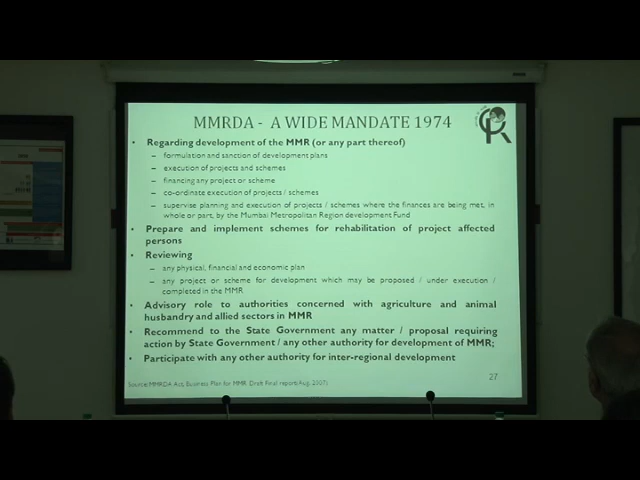 MMRDA - A WIDE MANDATE 1974
• Regarding development of the MMR (or any part thereof)
– formulation and sanction of development plans
– execution of projects and schemes
– financing any project or scheme
– co-ordinate execution of projects / schemes
– supervise planning and execution of projects / schemes where the finances are being met, in
whole or part, by the Mumbai Metropolitan Region development Fund
• Prepare and implement schemes for rehabilitation of project affected
persons
• Reviewing
– any physical, financial and economic plan
– any project or scheme for development which may be proposed / under execution /
completed in the MMR
• Advisory role to authorities concerned with agriculture and animal
husbandry and allied sectors in MMR
• Recommend to the State Government any matter / proposal requiring
action by State Government / any other authority for development of MMR;
• Participate with any other authority for inter-regional development
Source: MMRDA Act, Business Plan for MMR Draft Final report (Aug. 2007).
27